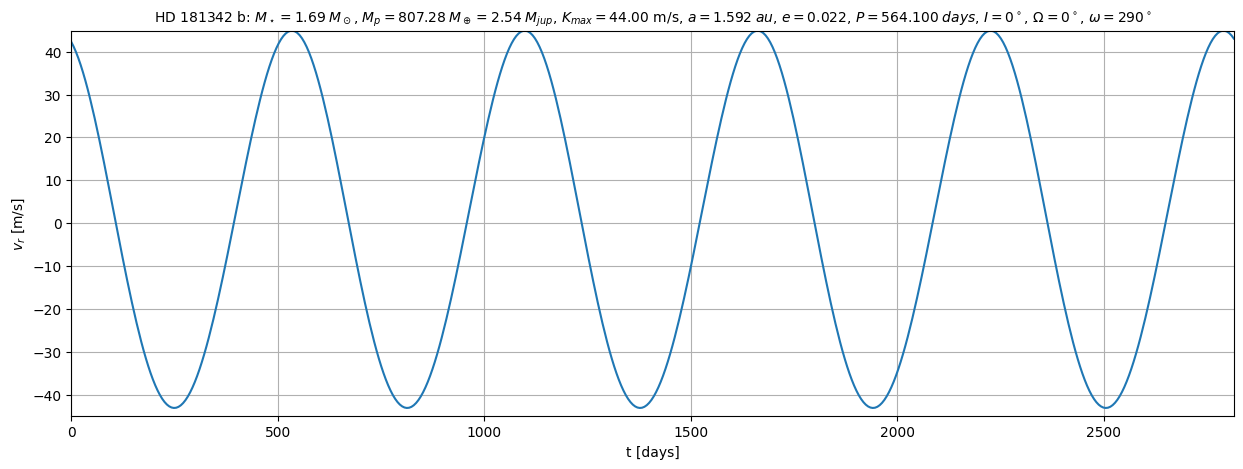 HD 181342 b: M⋆ = 1.69 M⊙, Mp = 807.28 M⊕ = 2.54 Mjup, Kmax = 44.00 m/s, a = 1.592 au, e = 0.022, P = 564.100 days, I = 0°, Ω = 0°, ω = 290°
40
30
20
10
0
−10
−20
−30
−40
vr [m/s]
0 500 1000 1500 2000 2500
t [days]